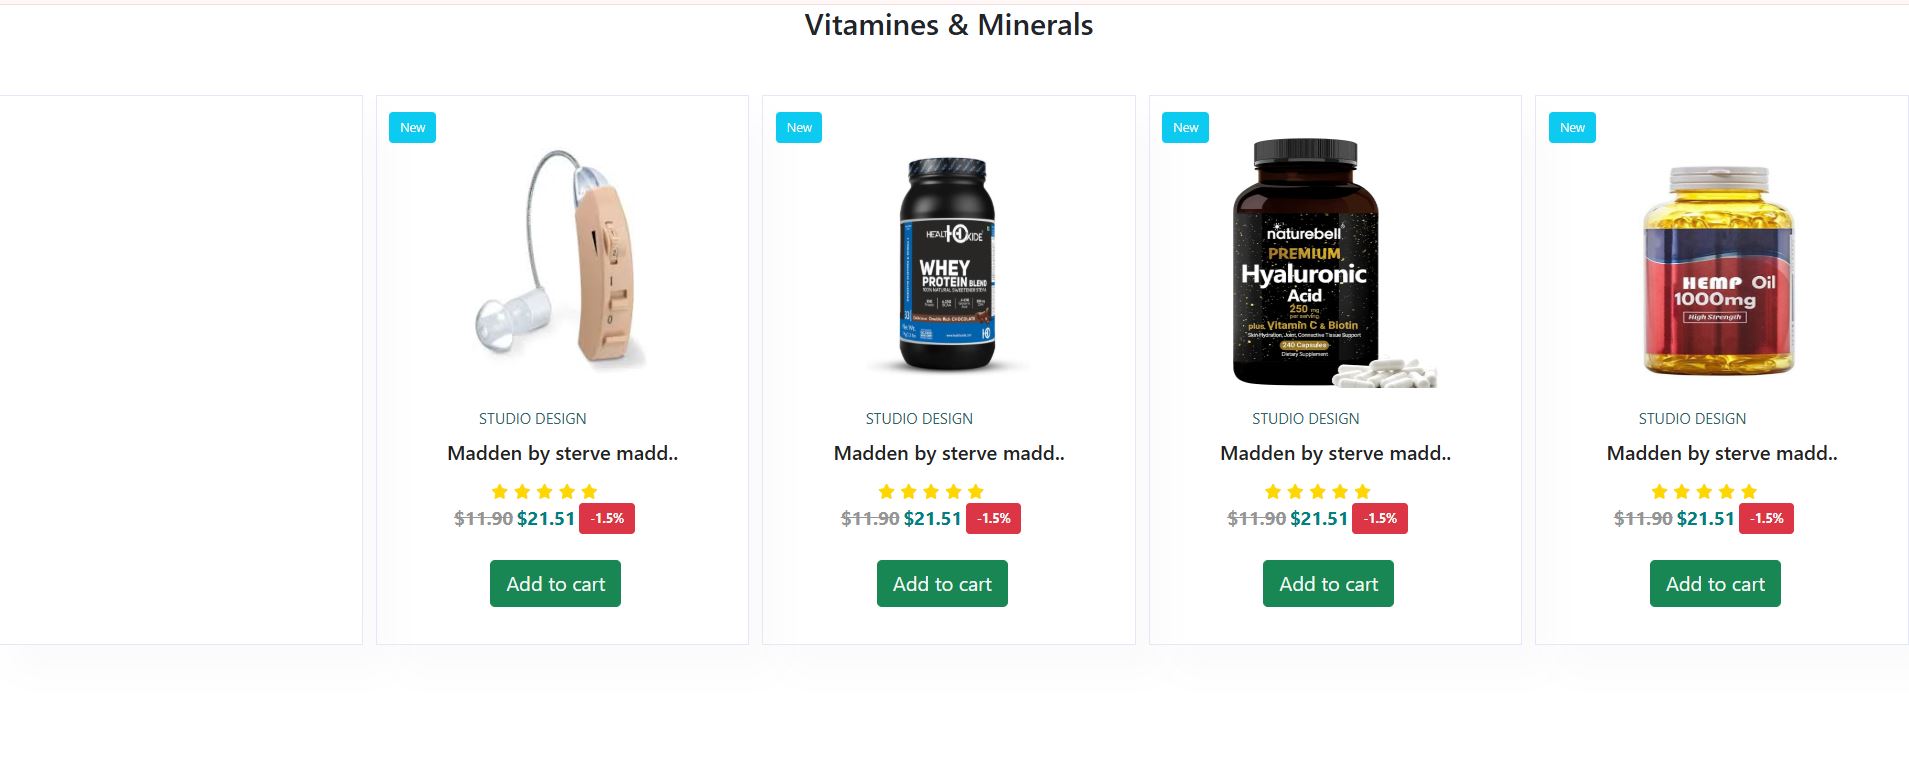 Vitamines & Minerals
New
New
New
New
HEALTH OXIDE
WHEY
PROTEIN BLEND
100% NATURAL SWEETENER STEVIA
naturebell
PREMIUM
Hyaluronic
Acid
250 mg
per serving
plus Vitamin C & Biotin
Skin Hydration, Joint, Connective Tissue Support
240 Capsules
Dietary Supplement
HEMP Oil
1000mg
High Strength
STUDIO DESIGN
STUDIO DESIGN
STUDIO DESIGN
STUDIO DESIGN
Madden by sterve madd..
Madden by sterve madd..
Madden by sterve madd..
Madden by sterve madd..
$11.90 $21.51 -1.5%
$11.90 $21.51 -1.5%
$11.90 $21.51 -1.5%
$11.90 $21.51 -1.5%
Add to cart
Add to cart
Add to cart
Add to cart